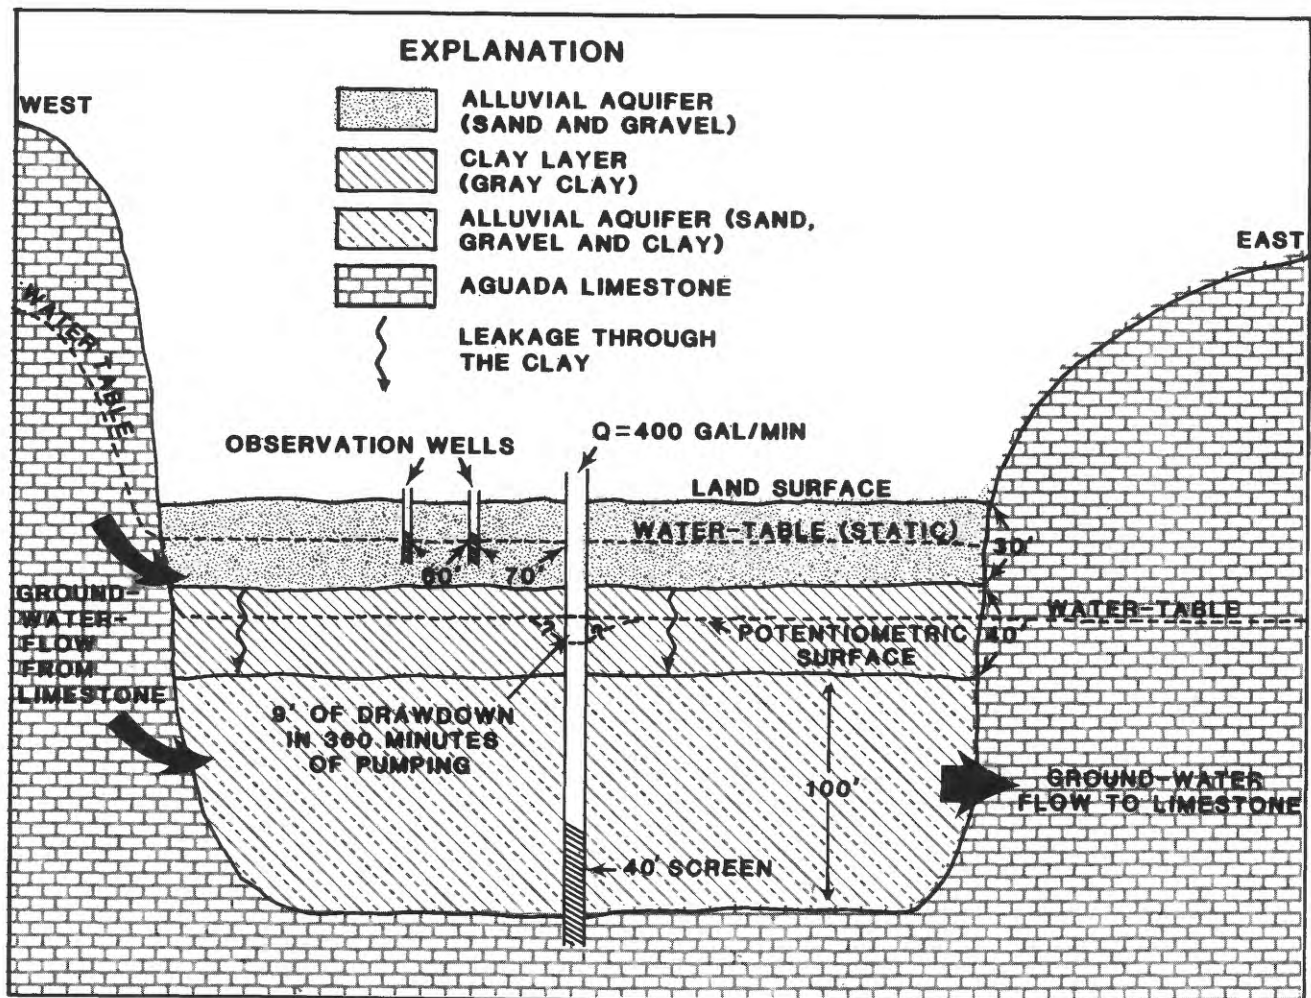 EXPLANATION
WEST
ALLUVIAL AQUIFER
(SAND AND GRAVEL)
CLAY LAYER
(GRAY CLAY)
ALLUVIAL AQUIFER (SAND,
GRAVEL AND CLAY)
AGUADA LIMESTONE
LEAKAGE THROUGH
THE CLAY
EAST
WATER TABLE
OBSERVATION WELLS
Q=400 GAL/MIN
LAND SURFACE
WATER-TABLE (STATIC)
30'
60'
70'
GROUND-
WATER-
FLOW
FROM
LIMESTONE
WATER-TABLE
40'
POTENTIOMETRIC
SURFACE
9' OF DRAWDOWN
IN 360 MINUTES
OF PUMPING
100'
GROUND-WATER
FLOW TO LIMESTONE
40' SCREEN